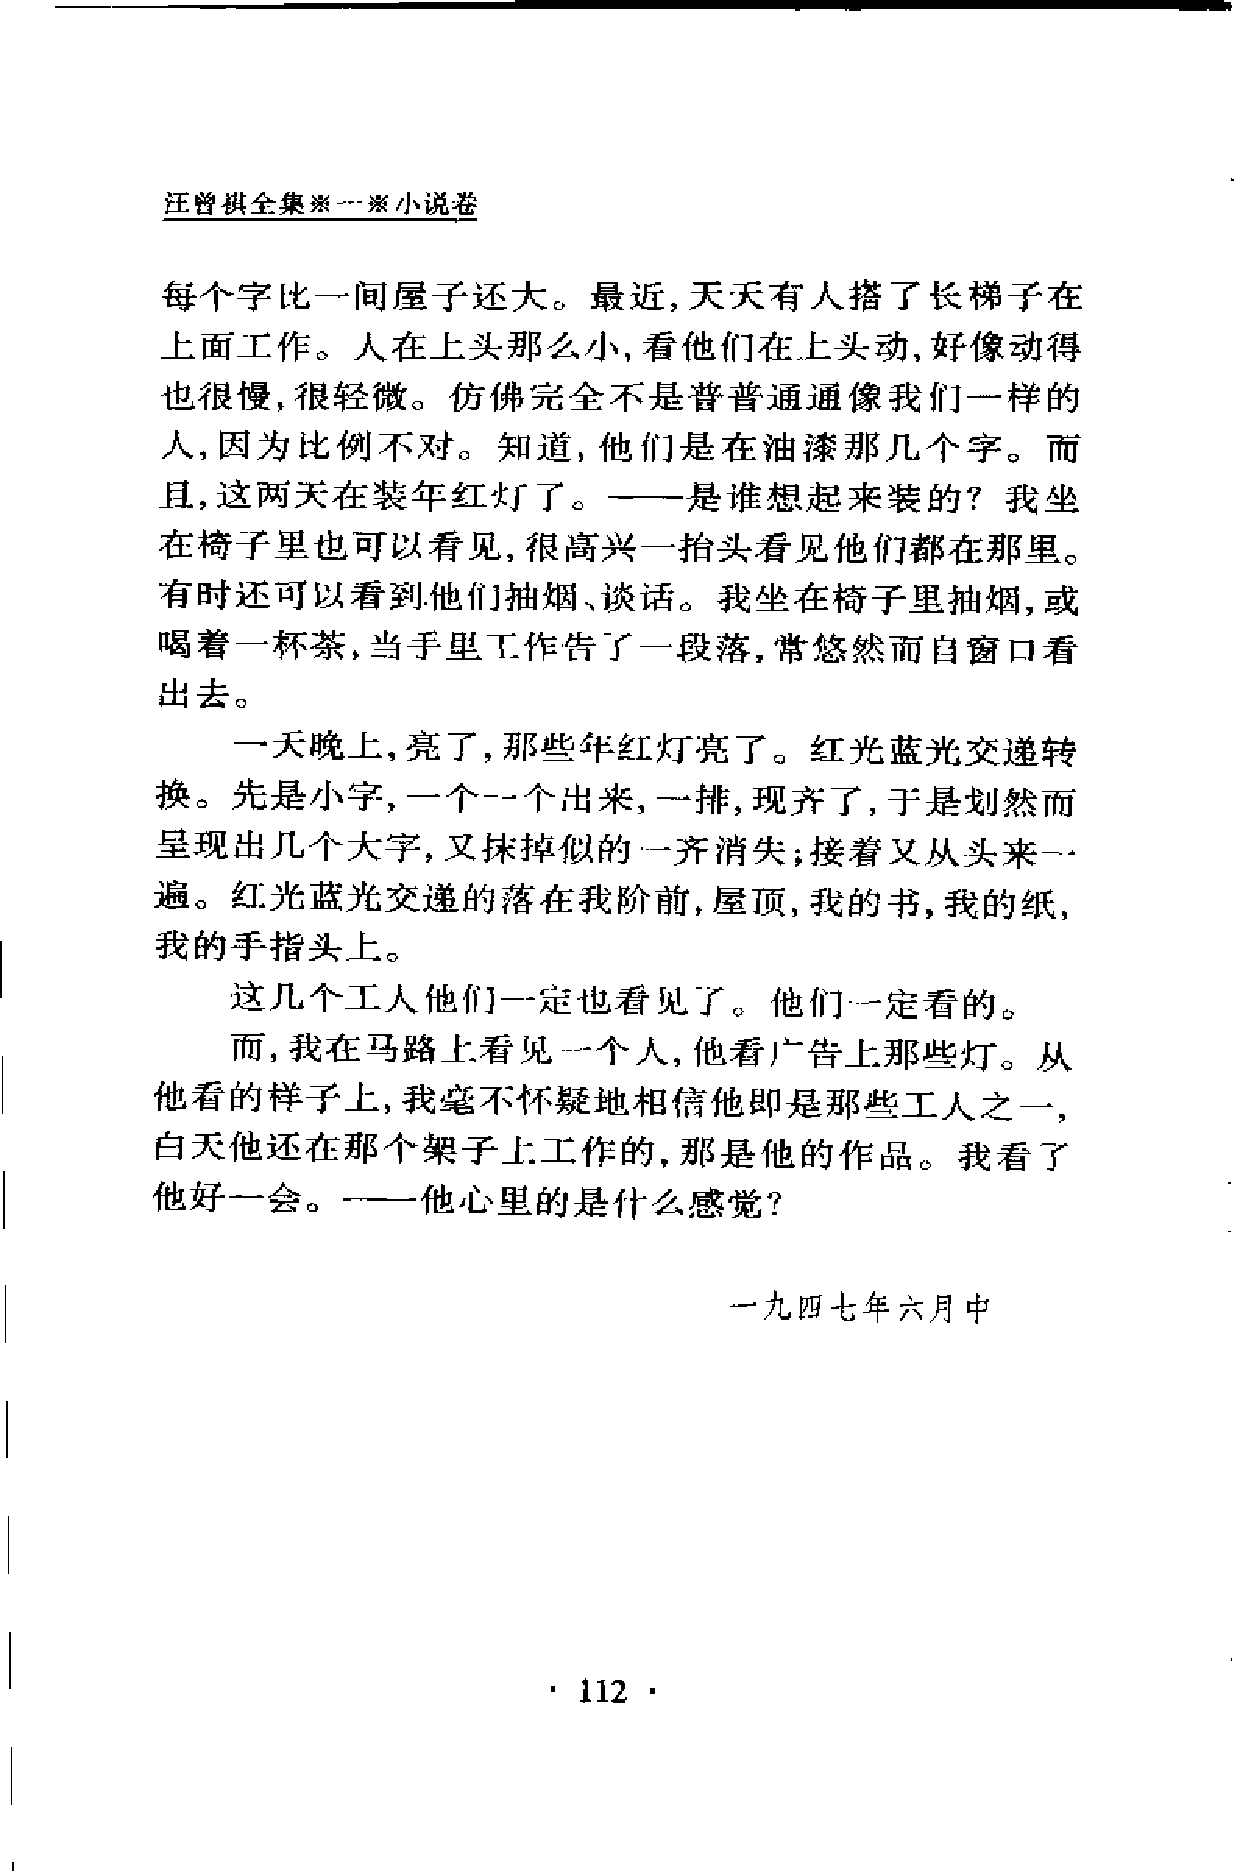 汪曾祺全集※一※小说卷
每个字比一间屋子还大。最近,天天有人搭了长梯子在
上面工作。人在上头那么小,看他们在上头动,好像动得
也很慢,很轻微。仿佛完全不是普普通通像我们一样的
人,因为比例不对。知道,他们是在油漆那几个字。而
且,这两天在装年红灯了。——是谁想起来装的?我坐
在椅子里也可以看见,很高兴一抬头看见他们都在那里。
有时还可以看到他们抽烟、谈话。我坐在椅子里抽烟,或
喝着一杯茶,当手里工作告了一段落,常悠然而自窗口看
出去。
一天晚上,亮了,那些年红灯亮了。红光蓝光交递转
换。先是小字,一个一个出来,一排,现齐了,于是划然而
呈现出几个大字,又抹掉似的一齐消失;接着又从头来一
遍。红光蓝光交递的落在我阶前,屋顶,我的书,我的纸,
我的手指头上。
这几个工人他们一定也看见了。他们一定看的。
而,我在马路上看见一个人,他看广告上那些灯。从
他看的样子上,我毫不怀疑地相信他即是那些工人之一,
白天他还在那个架子上工作的,那是他的作品。我看了
他好一会。——他心里的是什么感觉?
一九四七年六月中
· 112 ·